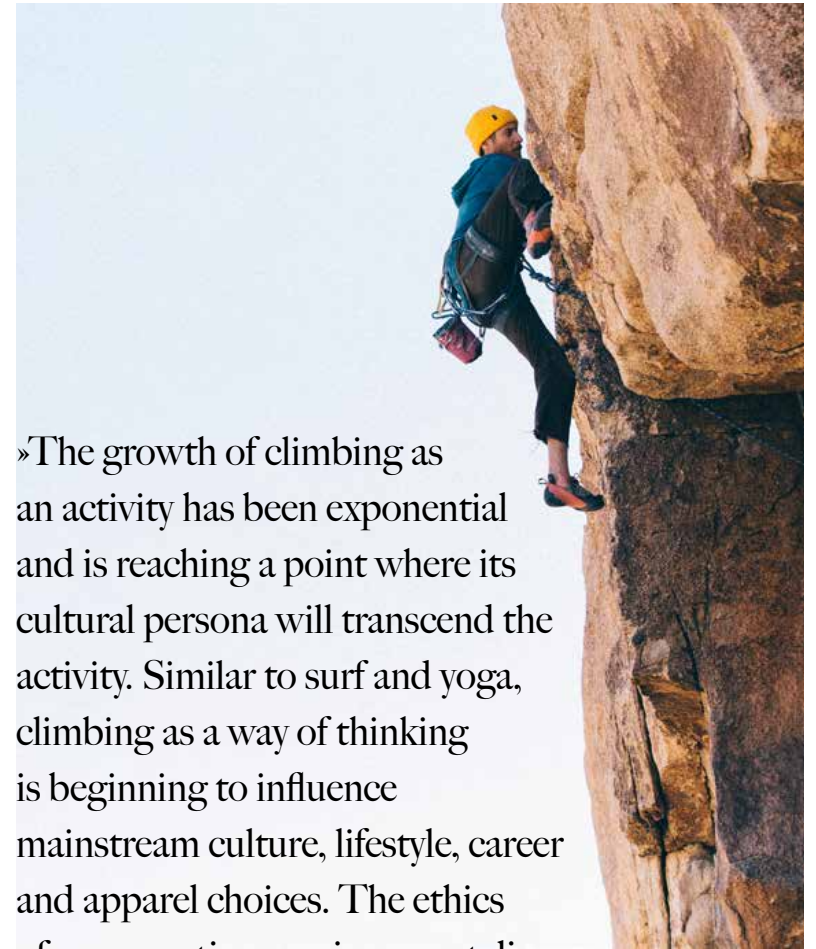 »The growth of climbing as
an activity has been exponential
and is reaching a point where its
cultural persona will transcend the
activity. Similar to surf and yoga,
climbing as a way of thinking
is beginning to influence
mainstream culture, lifestyle, career
and apparel choices. The ethics